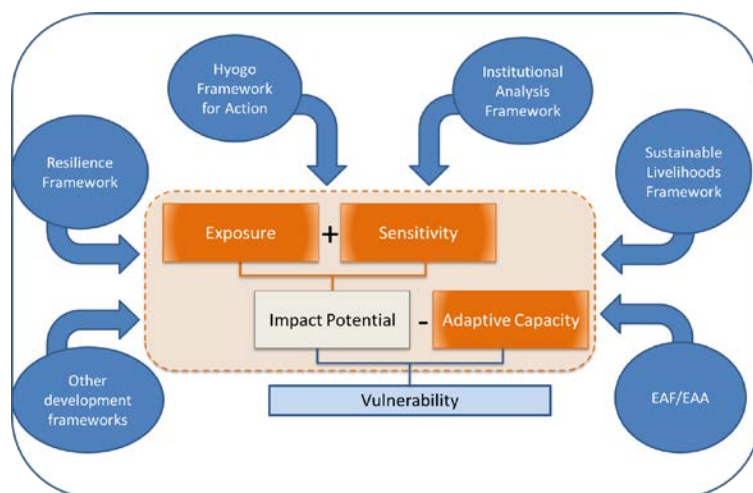 Hyogo
Framework
for Action
Institutional
Analysis
Framework
Resilience
Framework
Sustainable
Livelihoods
Framework
Exposure + Sensitivity
Impact Potential - Adaptive Capacity
Other
development
frameworks
Vulnerability
EAF/EAA